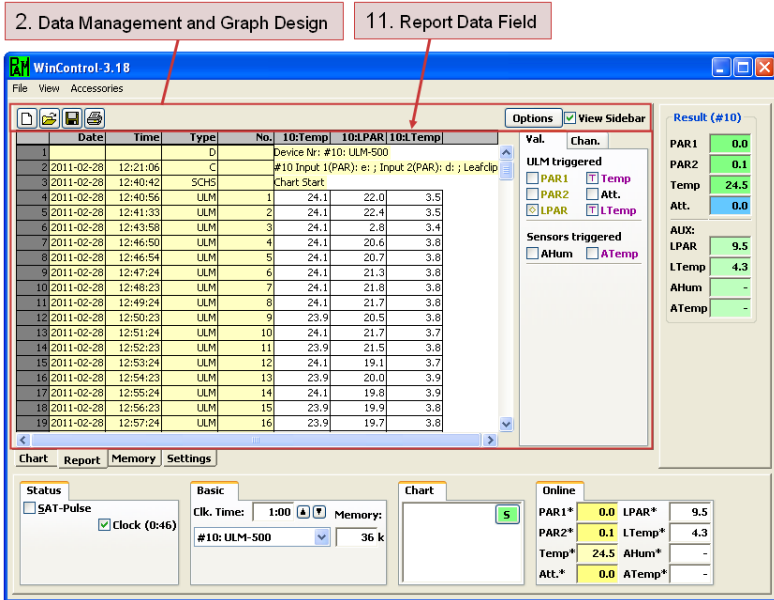 2. Data Management and Graph Design
11. Report Data Field
PAM WinControl-3.18
File View Accessories
Options View Sidebar
Date Time Type No. 10:Temp 10:LPAR 10:LTemp
1 D Device Nr: #10: ULM-500
2 2011-02-28 12:21:06 C #10 Input 1(PAR): e: ; Input 2(PAR): d: ; Leafclip
3 2011-02-28 12:40:42 SCHS Chart Start
4 2011-02-28 12:40:56 ULM 1 24.1 22.0 3.5
5 2011-02-28 12:41:33 ULM 2 24.1 22.4 3.5
6 2011-02-28 12:43:58 ULM 3 24.1 2.8 3.4
7 2011-02-28 12:46:50 ULM 4 24.1 20.6 3.8
8 2011-02-28 12:46:54 ULM 5 24.1 20.7 3.8
9 2011-02-28 12:47:24 ULM 6 24.1 21.3 3.8
10 2011-02-28 12:48:23 ULM 7 24.1 21.8 3.8
11 2011-02-28 12:49:24 ULM 8 24.1 21.7 3.8
12 2011-02-28 12:50:23 ULM 9 23.9 20.5 3.8
13 2011-02-28 12:51:24 ULM 10 24.1 21.7 3.7
14 2011-02-28 12:52:23 ULM 11 23.9 21.5 3.8
15 2011-02-28 12:53:24 ULM 12 24.1 19.1 3.7
16 2011-02-28 12:54:23 ULM 13 23.9 20.0 3.9
17 2011-02-28 12:55:24 ULM 14 24.1 19.8 3.9
18 2011-02-28 12:56:23 ULM 15 23.9 19.9 3.8
19 2011-02-28 12:57:24 ULM 16 23.9 19.7 3.8
Val. Chan.
ULM triggered
PAR1 T Temp
PAR2 Att.
LPAR T LTemp
Sensors triggered
AHum ATemp
Result (#10)
PAR1 0.0
PAR2 0.1
Temp 24.5
Att. 0.0
AUX:
LPAR 9.5
LTemp 4.3
AHum -
ATemp -
Chart Report Memory Settings
Status
SAT-Pulse
Clock (0:46)
Basic
Clk. Time: 1:00 Memory:
#10: ULM-500 36 k
Chart
S
Online
PAR1* 0.0 LPAR* 9.5
PAR2* 0.1 LTemp* 4.3
Temp* 24.5 AHum* -
Att.* 0.0 ATemp* -